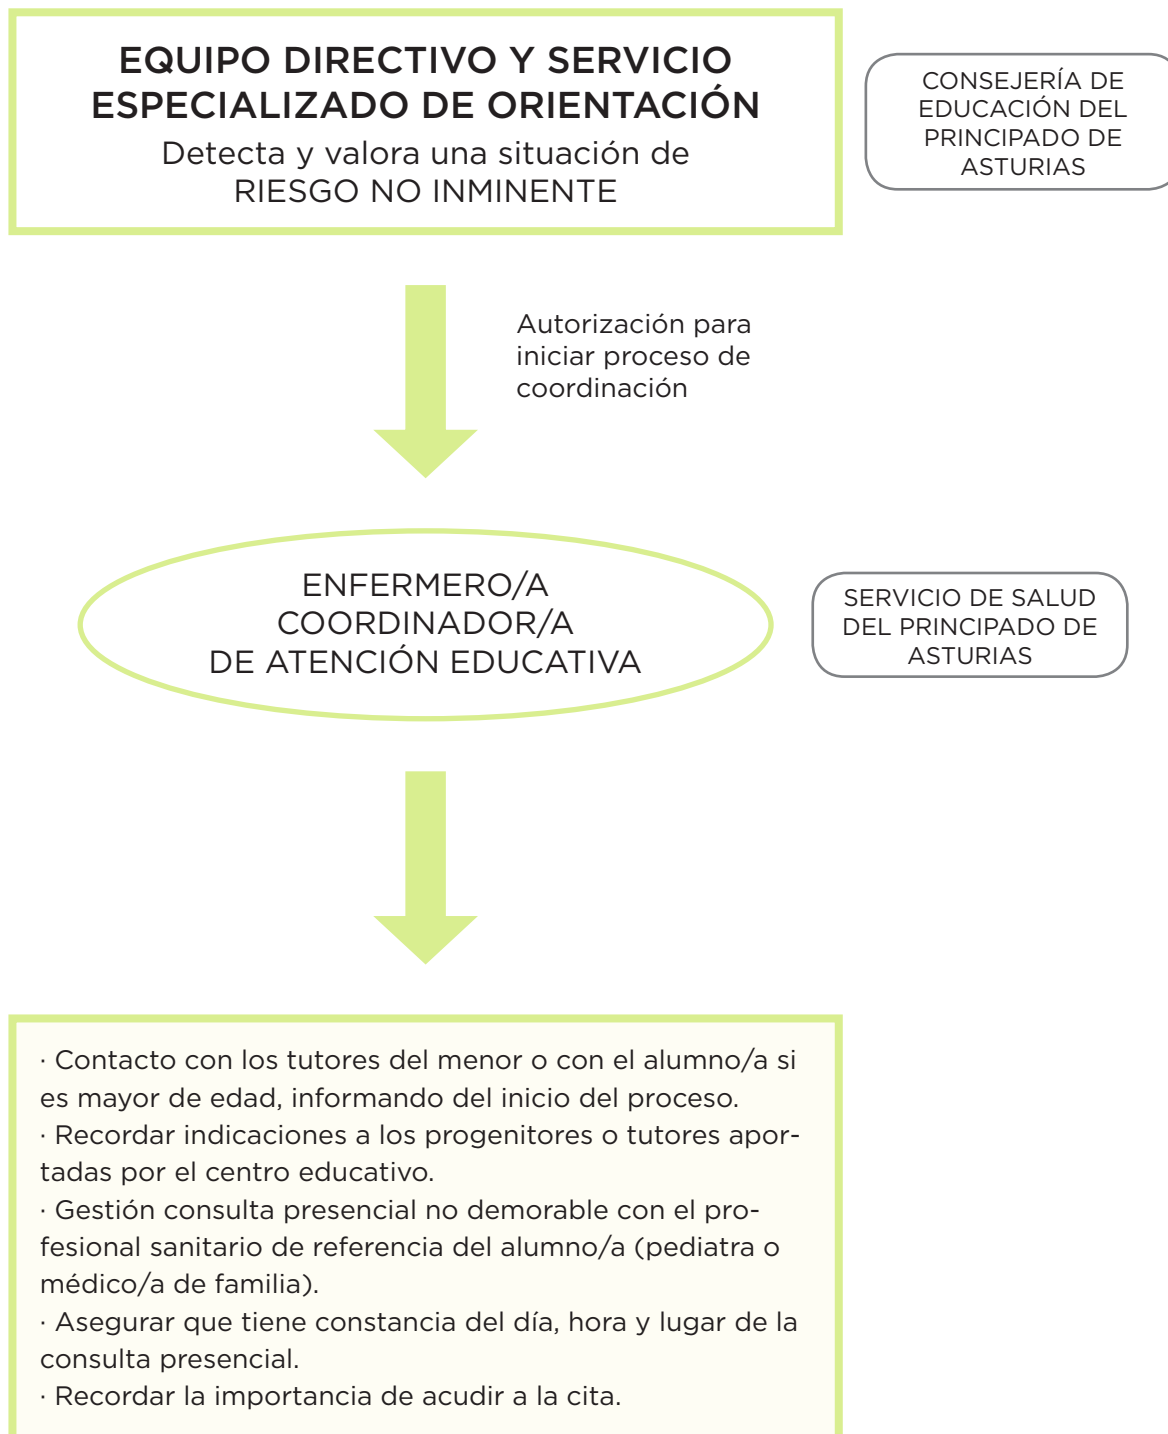 EQUIPO DIRECTIVO Y SERVICIO
ESPECIALIZADO DE ORIENTACIÓN
Detecta y valora una situación de
RIESGO NO INMINENTE
CONSEJERÍA DE
EDUCACIÓN DEL
PRINCIPADO DE
ASTURIAS
Autorización para
iniciar proceso de
coordinación
ENFERMERO/A
COORDINADOR/A
DE ATENCIÓN EDUCATIVA
SERVICIO DE SALUD
DEL PRINCIPADO DE
ASTURIAS
· Contacto con los tutores del menor o con el alumno/a si
es mayor de edad, informando del inicio del proceso.
· Recordar indicaciones a los progenitores o tutores apor-
tadas por el centro educativo.
· Gestión consulta presencial no demorable con el pro-
fesional sanitario de referencia del alumno/a (pediatra o
médico/a de familia).
· Asegurar que tiene constancia del día, hora y lugar de la
consulta presencial.
· Recordar la importancia de acudir a la cita.